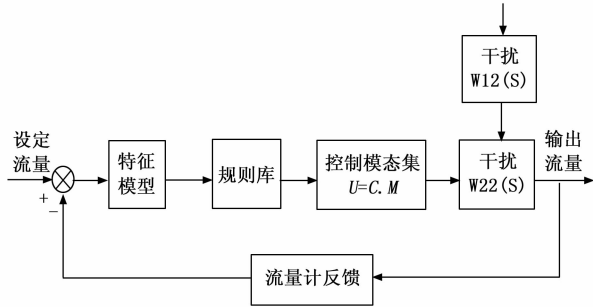 干扰
W12(S)
设定
流量
+
−
特征
模型
规则库
控制模态集
U=C.M
干扰
W22(S)
输出
流量
流量计反馈